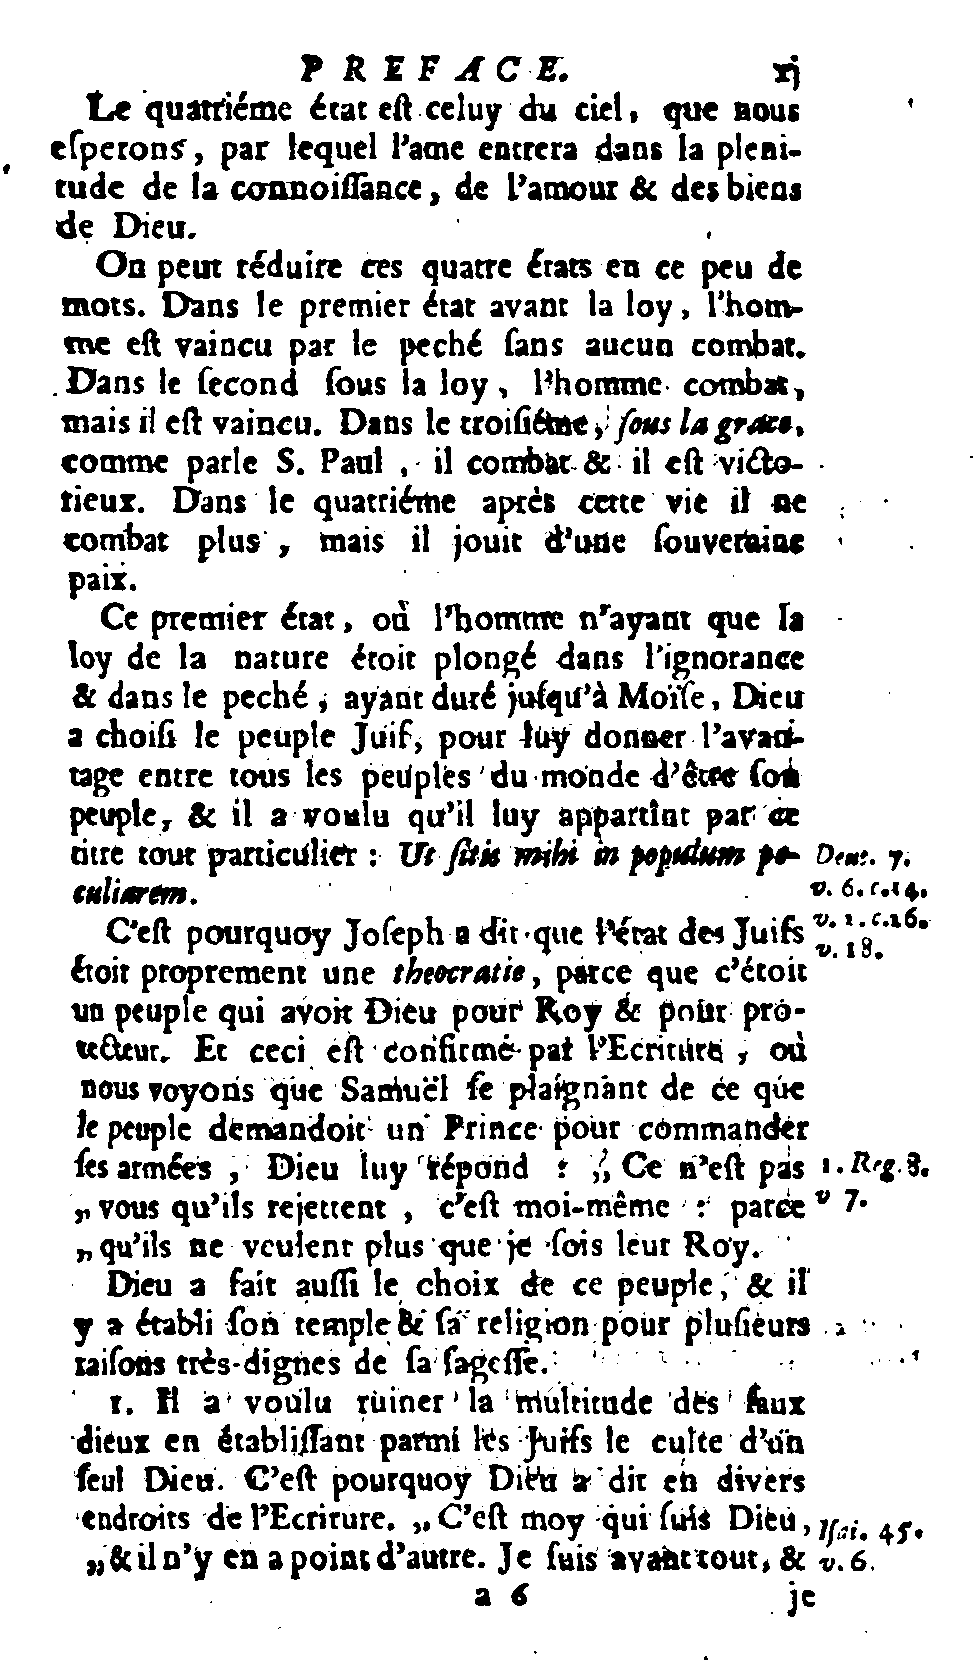 PREFACE. xj
Le quatriéme état eſt celuy du ciel, que nous
eſperons, par lequel l'ame entrera dans la pleni-
tude de la connoiſſance, de l'amour & des biens
de Dieu.
On peut réduire ces quatre états en ce peu de
mots. Dans le premier état avant la loy, l'hom-
me eſt vaincu par le peché ſans aucun combat.
Dans le ſecond ſous la loy, l'homme combat,
mais il eſt vaincu. Dans le troiſiéme, ſous la grace,
comme parle S. Paul, il combat & il eſt victo-
rieux. Dans le quatriéme après cette vie il ne
combat plus, mais il jouit d'une ſouveraine
paix.
Ce premier état, où l'homme n'ayant que la
loy de la nature étoit plongé dans l'ignorance
& dans le peché, ayant duré juſqu'à Moïſe, Dieu
a choiſi le peuple Juif, pour luy donner l'avan-
tage entre tous les peuples du monde d'être ſon
peuple, & il a voulu qu'il luy appartînt par ce
titre tout particulier : Ut ſitis mihi in populum pe- Deut. 7.
culiarem. v. 6. c. 14.
C'eſt pourquoy Joſeph a dit que l'état des Juifs v. 2. c. 26.
étoit proprement une theocratie, parce que c'étoit v. 18.
un peuple qui avoit Dieu pour Roy & pour pro-
tecteur. Et ceci eſt confirmé par l'Ecriture, où
nous voyons que Samuël ſe plaignant de ce que
le peuple demandoit un Prince pour commander
ſes armées, Dieu luy répond : „ Ce n'eſt pas 1. Reg. 8.
„ vous qu'ils rejettent, c'eſt moi-même : parce v 7.
„ qu'ils ne veulent plus que je ſois leur Roy.
Dieu a fait auſſi le choix de ce peuple, & il
y a établi ſon temple & ſa religion pour pluſieurs
raiſons très-dignes de ſa ſageſſe.
1. Il a voulu ruiner la multitude des faux
dieux en établiſſant parmi les Juifs le culte d'un
ſeul Dieu. C'eſt pourquoy Dieu a dit en divers
endroits de l'Ecriture. „ C'eſt moy qui ſuis Dieu, Iſai. 45.
„ & il n'y en a point d'autre. Je ſuis avant tout, & v. 6.
a 6 je